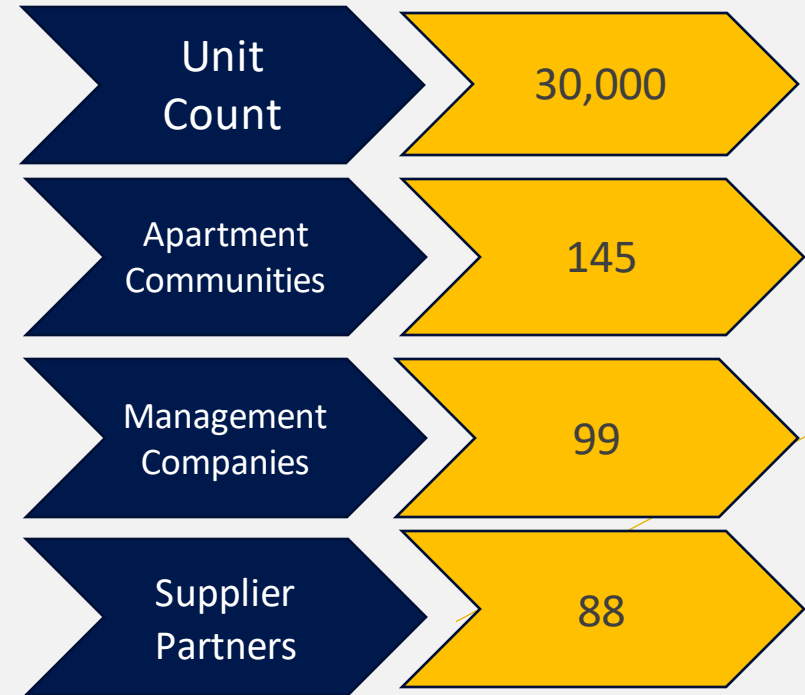 Unit
Count
30,000
Apartment
Communities
145
Management
Companies
99
Supplier
Partners
88